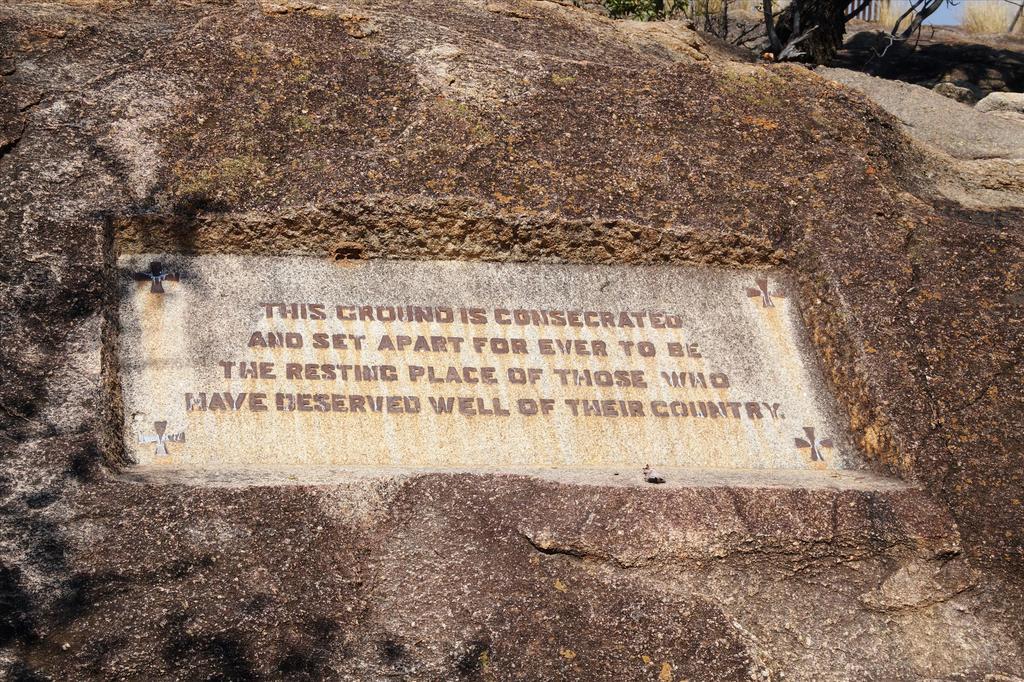 THIS GROUND IS CONSECRATED
AND SET APART FOR EVER TO BE
THE RESTING PLACE OF THOSE WHO
HAVE DESERVED WELL OF THEIR COUNTRY.